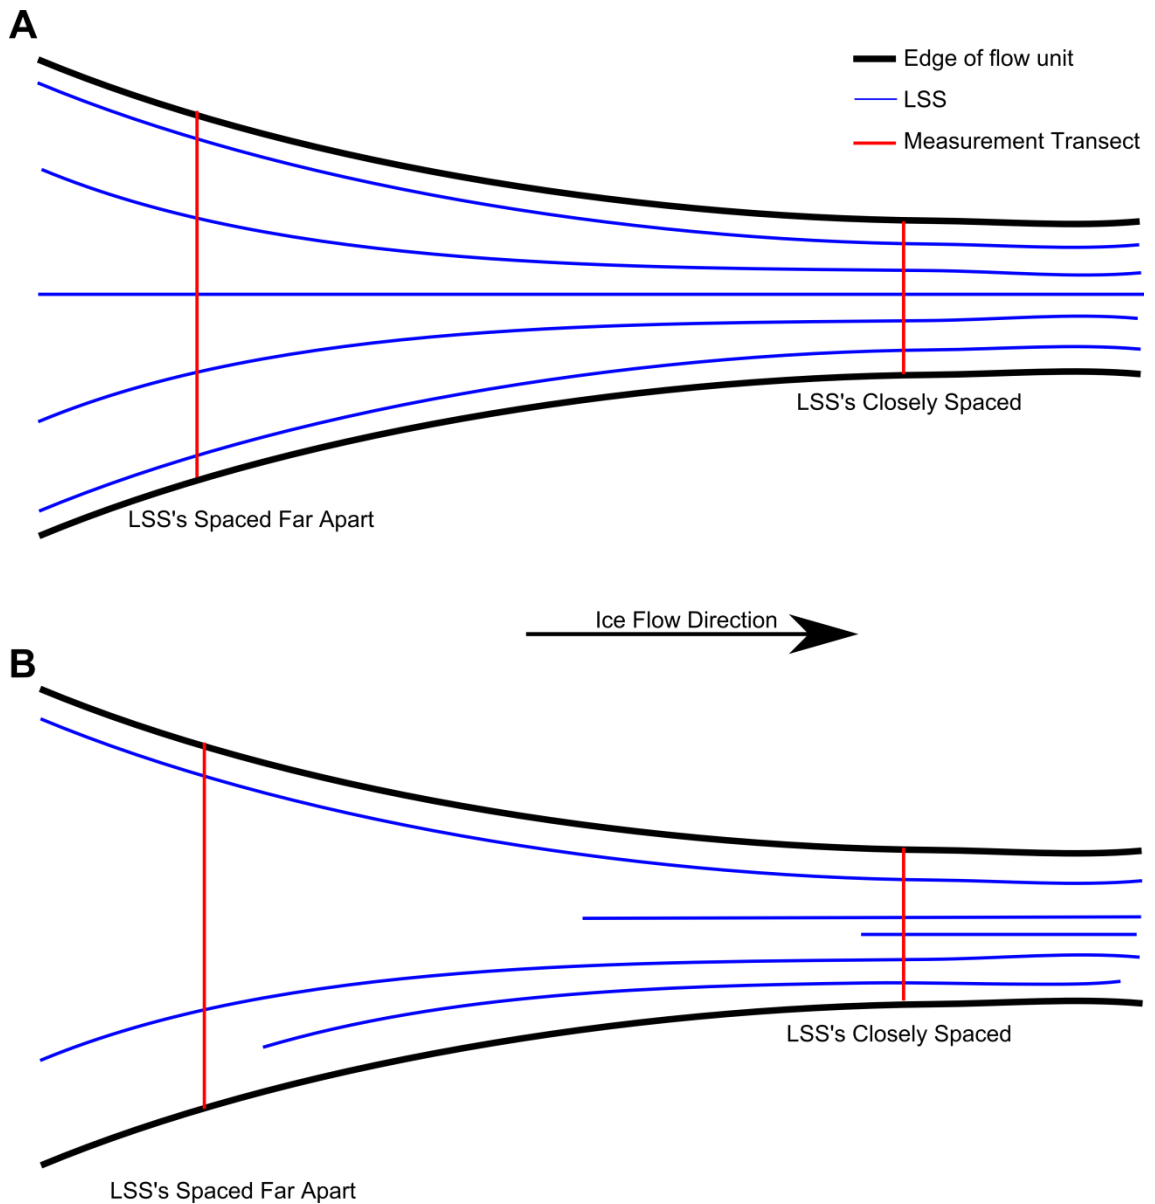 A
Edge of flow unit
LSS
Measurement Transect
LSS's Closely Spaced
LSS's Spaced Far Apart
Ice Flow Direction
B
LSS's Closely Spaced
LSS's Spaced Far Apart